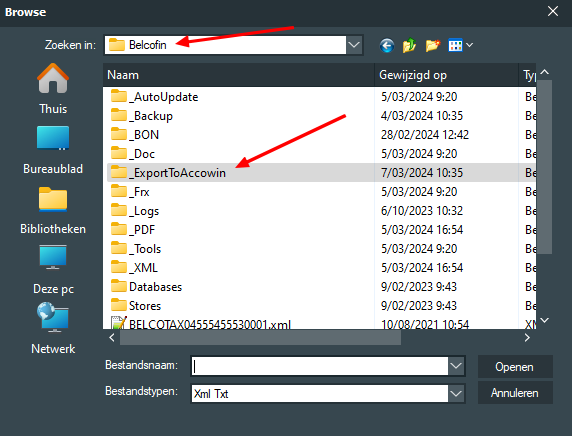 Browse
Zoeken in: Belcofin
Naam Gewijzigd op Typ
_AutoUpdate 5/03/2024 9:20 Be
_Backup 4/03/2024 10:35 Be
_BON 28/02/2024 12:42 Be
_Doc 5/03/2024 9:20 Be
_ExportToAccowin 7/03/2024 10:35 Be
_Frx 5/03/2024 9:20 Be
_Logs 6/10/2023 10:32 Be
_PDF 5/03/2024 16:54 Be
_Tools 5/03/2024 9:20 Be
_XML 5/03/2024 16:54 Be
Databases 9/02/2023 9:43 Be
Stores 9/02/2023 9:43 Be
BELCOTAX04555455530001.xml 10/08/2021 10:54 XM
Thuis
Bureaublad
Bibliotheken
Deze pc
Netwerk
Bestandsnaam: Openen
Bestandstypen: Xml Txt Annuleren